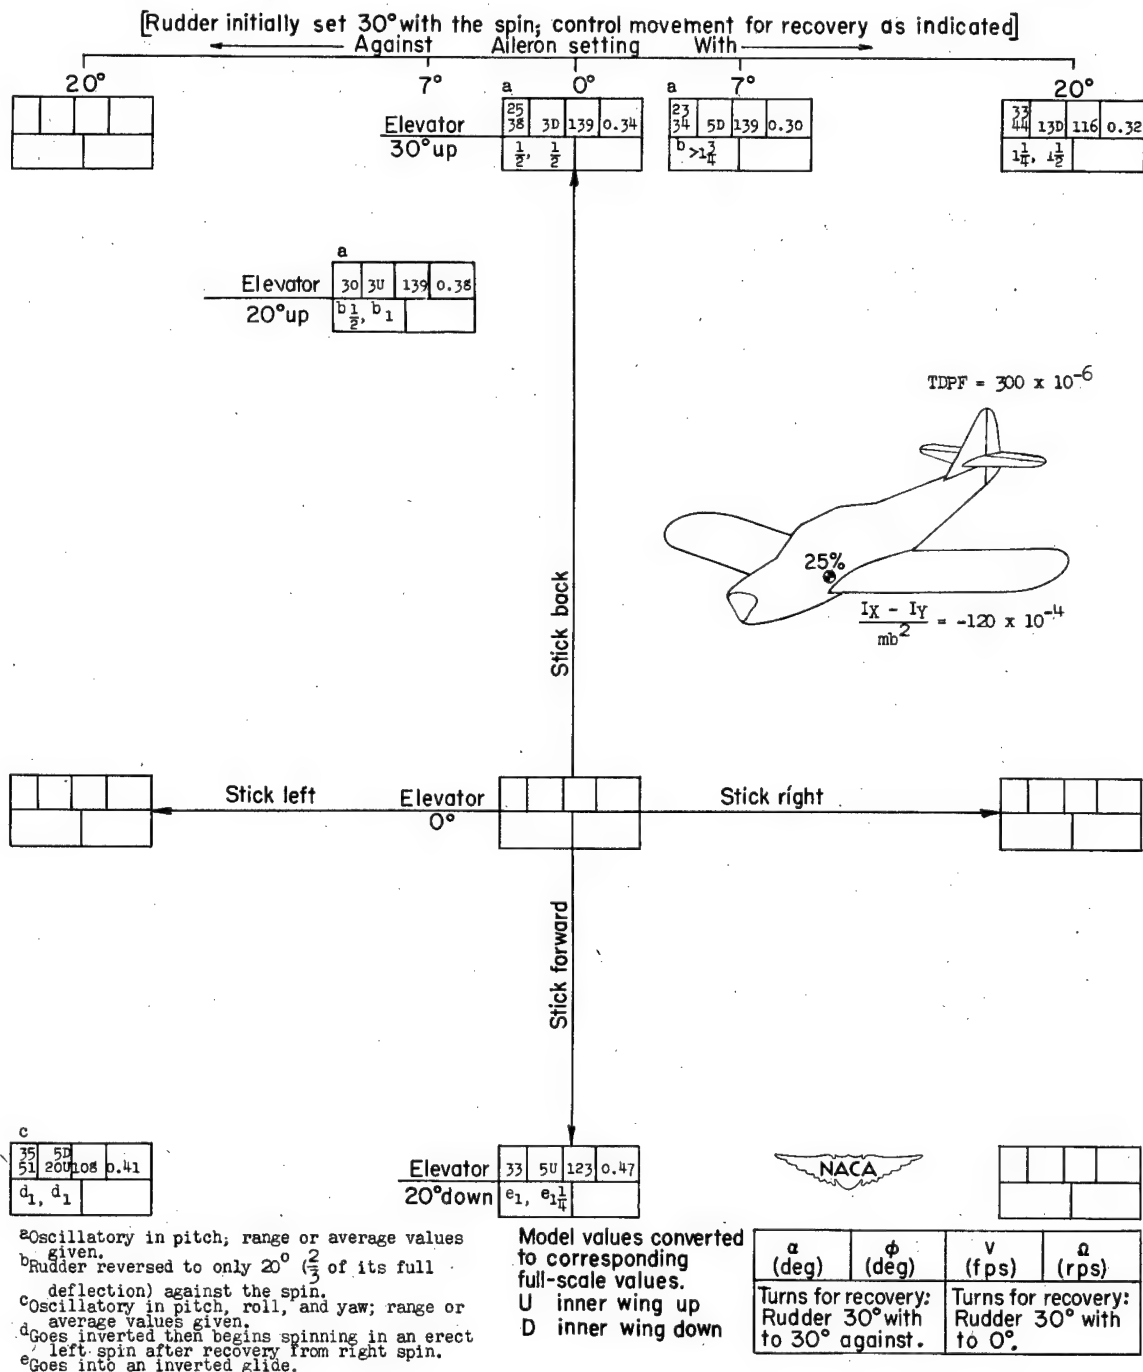 [Rudder initially set 30° with the spin; control movement for recovery as indicated]
Against Aileron setting With
20° 7° 0° 7° 20°
a a
Elevator 30° up
25 38 3D 139 0.34
1/2, 1/2
23 34 5D 139 0.30
b >1 3/4
33 44 13D 116 0.32
1 1/4, 1 1/2
a
Elevator 20° up
30 3U 139 0.38
b 1/2, b 1
TDPF = 300 x 10⁻⁶
25%
(I_X - I_Y)/mb² = -120 x 10⁻⁴
Stick back
Stick left Elevator 0° Stick right
Stick forward
c
35 51 5D 20U 108 0.41
d1, d1
Elevator 20° down
33 5U 123 0.47
e1, e1 1/4
NACA
aOscillatory in pitch; range or average values
given.
bRudder reversed to only 20° (2/3 of its full
deflection) against the spin.
cOscillatory in pitch, roll, and yaw; range or
average values given.
dGoes inverted then begins spinning in an erect
left spin after recovery from right spin.
eGoes into an inverted glide.
Model values converted
to corresponding
full-scale values.
U inner wing up
D inner wing down
α (deg) ϕ (deg) V (fps) Ω (rps)
Turns for recovery:
Rudder 30° with
to 30° against.
Turns for recovery:
Rudder 30° with
to 0°.